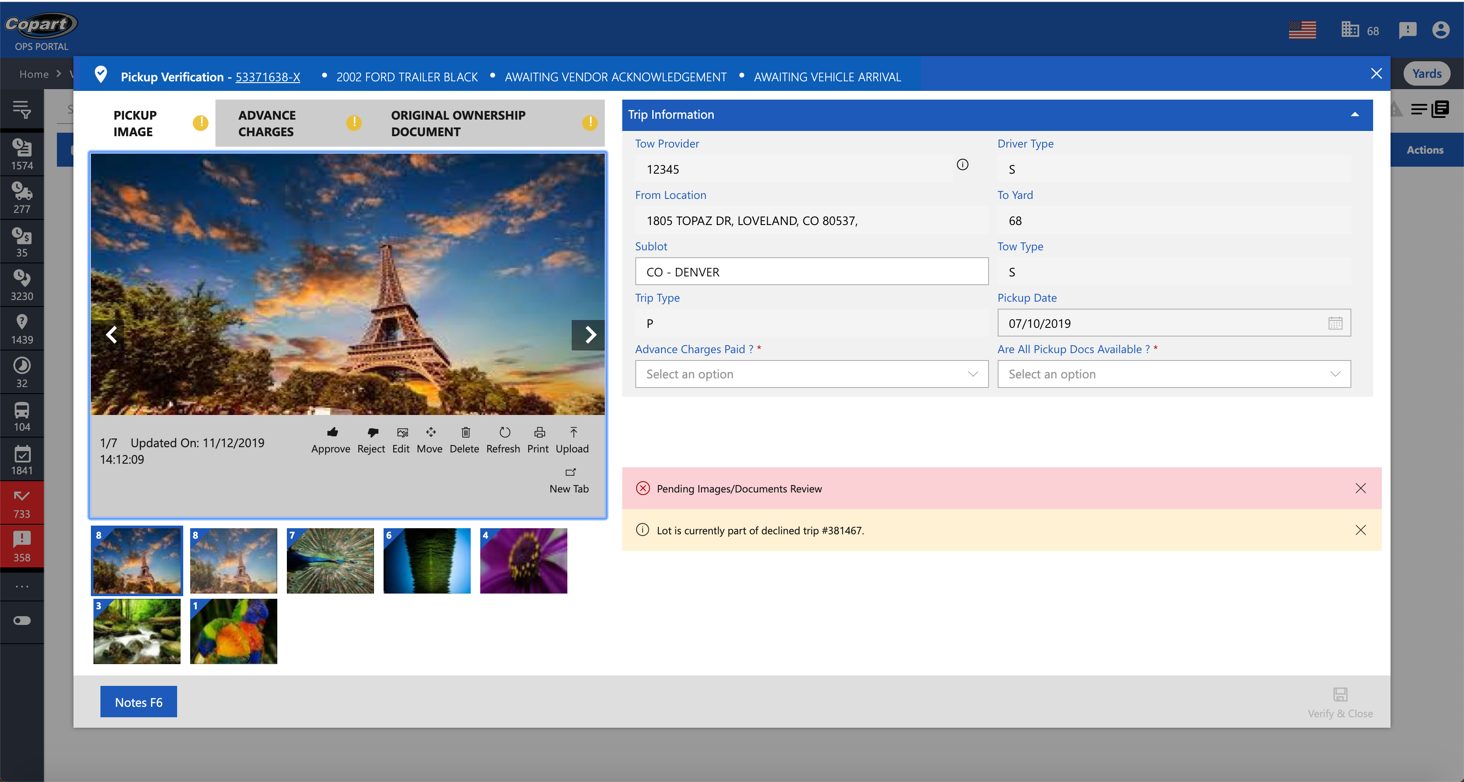 Copart
OPS PORTAL
68
Home
Yards
Pickup Verification - 53371638-X • 2002 FORD TRAILER BLACK • AWAITING VENDOR ACKNOWLEDGEMENT • AWAITING VEHICLE ARRIVAL
Actions
1574
277
35
3230
1439
32
104
1841
733
358
PICKUP
IMAGE
ADVANCE
CHARGES
ORIGINAL OWNERSHIP
DOCUMENT
1/7 Updated On: 11/12/2019
14:12:09
Approve Reject Edit Move Delete Refresh Print Upload
New Tab
8 8 7 6 4
3 1
Trip Information
Tow Provider
12345
Driver Type
S
From Location
1805 TOPAZ DR, LOVELAND, CO 80537,
To Yard
68
Sublot
CO - DENVER
Tow Type
S
Trip Type
P
Pickup Date
07/10/2019
Advance Charges Paid ? *
Select an option
Are All Pickup Docs Available ? *
Select an option
Pending Images/Documents Review
Lot is currently part of declined trip #381467.
Notes F6
Verify & Close